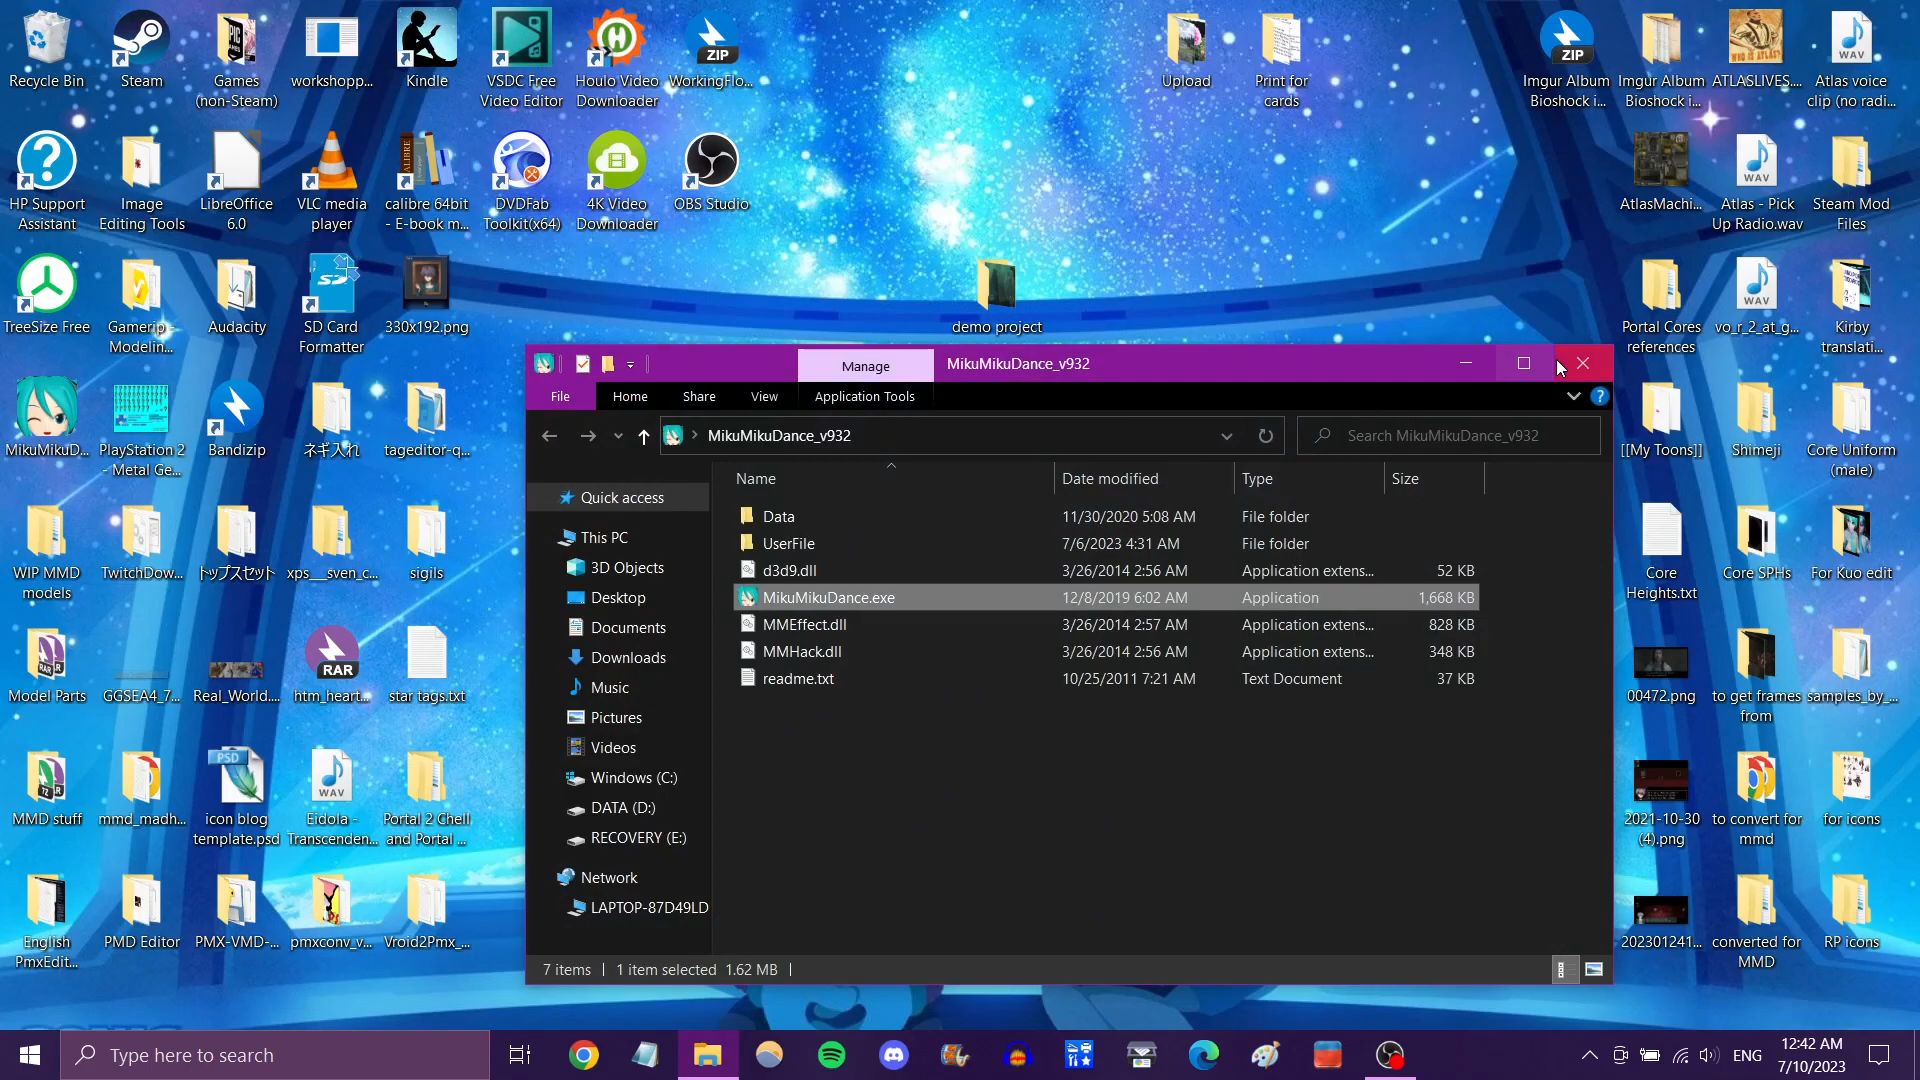 Recycle Bin
Steam
Games
(non-Steam)
workshopp...
Kindle
VSDC Free
Video Editor
Houlo Video
Downloader
ZIP
WorkingFlo...
Upload
Print for
cards
ZIP
Imgur Album
Bioshock i...
Imgur Album
Bioshock i...
ATLASLIVES....
WAV
Atlas voice
clip (no radi...
HP Support
Assistant
Image
Editing Tools
LibreOffice
6.0
VLC media
player
calibre 64bit
- E-book m...
DVDFab
Toolkit(x64)
4K Video
Downloader
OBS Studio
AtlasMachi...
WAV
Atlas - Pick
Up Radio.wav
Steam Mod
Files
TreeSize Free
Gamerip -
Modelin...
Audacity
SD Card
Formatter
330x192.png
demo project
Portal Cores
references
WAV
vo_r_2_at_g...
Kirby
translati...
MikuMikuD...
PlayStation 2
- Metal Ge...
Bandizip
ネギ入れ
tageditor-q...
[[My Toons]]
Shimeji
Core Uniform
(male)
WIP MMD
models
TwitchDow...
トップスセット
xps___sven_c...
sigils
Core
Heights.txt
Core SPHs
For Kuo edit
Model Parts
GGSEA4_7...
Real_World....
RAR
htm_heart...
star tags.txt
00472.png
to get frames
from
samples_by_...
MMD stuff
mmd_madh...
PSD
icon blog
template.psd
WAV
Eidola -
Transcenden...
Portal 2 Chell
and Portal ...
2021-10-30
(4).png
to convert for
mmd
for icons
English
PmxEdit...
PMD Editor
PMX-VMD-...
pmxconv_v...
Vroid2Pmx_...
202301241...
converted for
MMD
RP icons
Manage
MikuMikuDance_v932
File
Home
Share
View
Application Tools
MikuMikuDance_v932
Search MikuMikuDance_v932
Name
Date modified
Type
Size
Quick access
This PC
3D Objects
Desktop
Documents
Downloads
Music
Pictures
Videos
Windows (C:)
DATA (D:)
RECOVERY (E:)
Network
LAPTOP-87D49LD
Data 11/30/2020 5:08 AM File folder
UserFile 7/6/2023 4:31 AM File folder
d3d9.dll 3/26/2014 2:56 AM Application extens... 52 KB
MikuMikuDance.exe 12/8/2019 6:02 AM Application 1,668 KB
MMEffect.dll 3/26/2014 2:57 AM Application extens... 828 KB
MMHack.dll 3/26/2014 2:56 AM Application extens... 348 KB
readme.txt 10/25/2011 7:21 AM Text Document 37 KB
7 items 1 item selected 1.62 MB
Type here to search
ENG
12:42 AM
7/10/2023